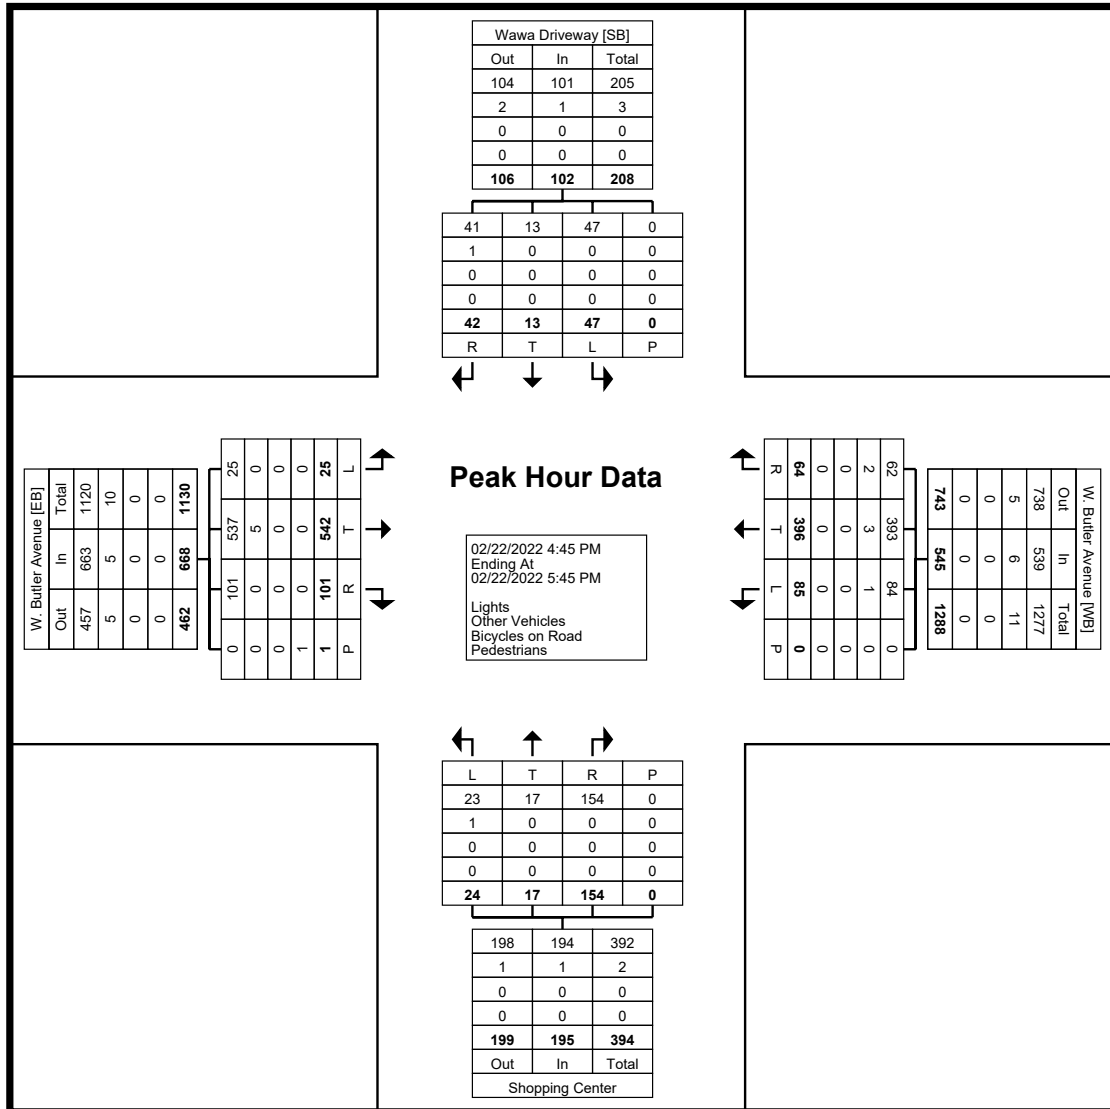 Wawa Driveway [SB]
Out In Total
104 101 205
2 1 3
0 0 0
0 0 0
106 102 208
41 13 47 0
1 0 0 0
0 0 0 0
0 0 0 0
42 13 47 0
R T L P
W. Butler Avenue [EB]
Total In Out
1120 663 457
10 5 5
0 0 0
0 0 0
1130 668 462
25 537 101 0
0 5 0 0
0 0 0 0
0 0 0 1
25 542 101 1
L T R P
Peak Hour Data
02/22/2022 4:45 PM
Ending At
02/22/2022 5:45 PM
Lights
Other Vehicles
Bicycles on Road
Pedestrians
R T L P
64 396 85 0
0 0 0 0
0 0 0 0
2 3 1 0
62 393 84 0
743 545 1288
0 0 0
0 0 0
5 6 11
738 539 1277
Out In Total
W. Butler Avenue [WB]
L T R P
23 17 154 0
1 0 0 0
0 0 0 0
0 0 0 0
24 17 154 0
198 194 392
1 1 2
0 0 0
0 0 0
199 195 394
Out In Total
Shopping Center